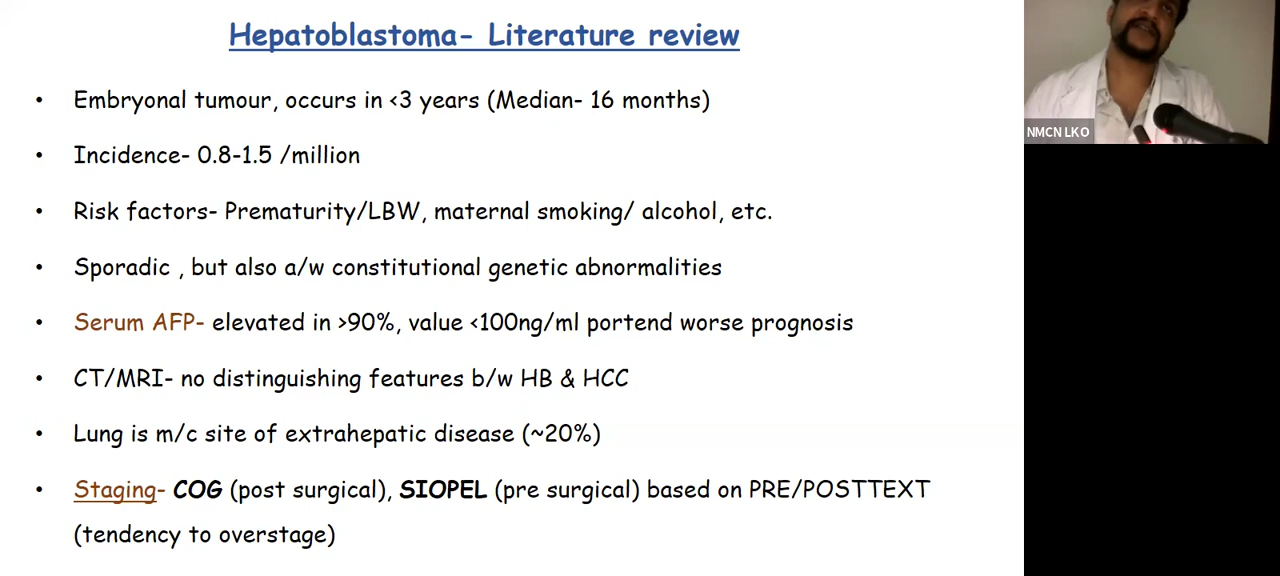 Hepatoblastoma- Literature review
• Embryonal tumour, occurs in <3 years (Median- 16 months)
• Incidence- 0.8-1.5 /million
• Risk factors- Prematurity/LBW, maternal smoking/ alcohol, etc.
• Sporadic , but also a/w constitutional genetic abnormalities
• Serum AFP- elevated in >90%, value <100ng/ml portend worse prognosis
• CT/MRI- no distinguishing features b/w HB & HCC
• Lung is m/c site of extrahepatic disease (~20%)
• Staging- COG (post surgical), SIOPEL (pre surgical) based on PRE/POSTTEXT
(tendency to overstage)
NMCN LKO